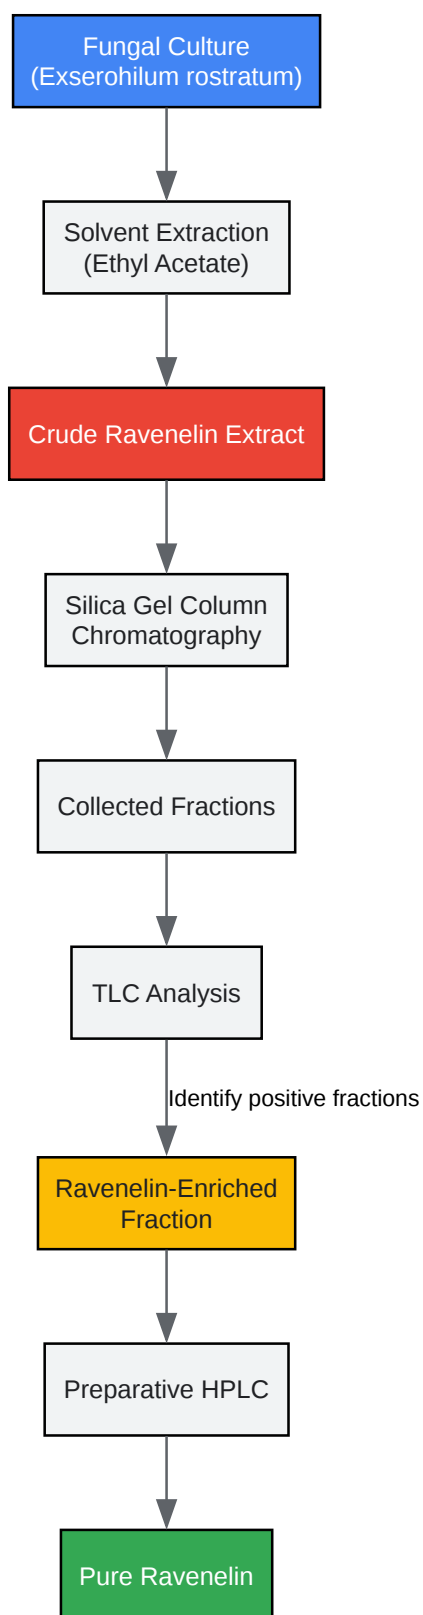 Fungal Culture
(Exserohilum rostratum)
Solvent Extraction
(Ethyl Acetate)
Crude Ravenelin Extract
Silica Gel Column
Chromatography
Collected Fractions
TLC Analysis
Identify positive fractions
Ravenelin-Enriched
Fraction
Preparative HPLC
Pure Ravenelin